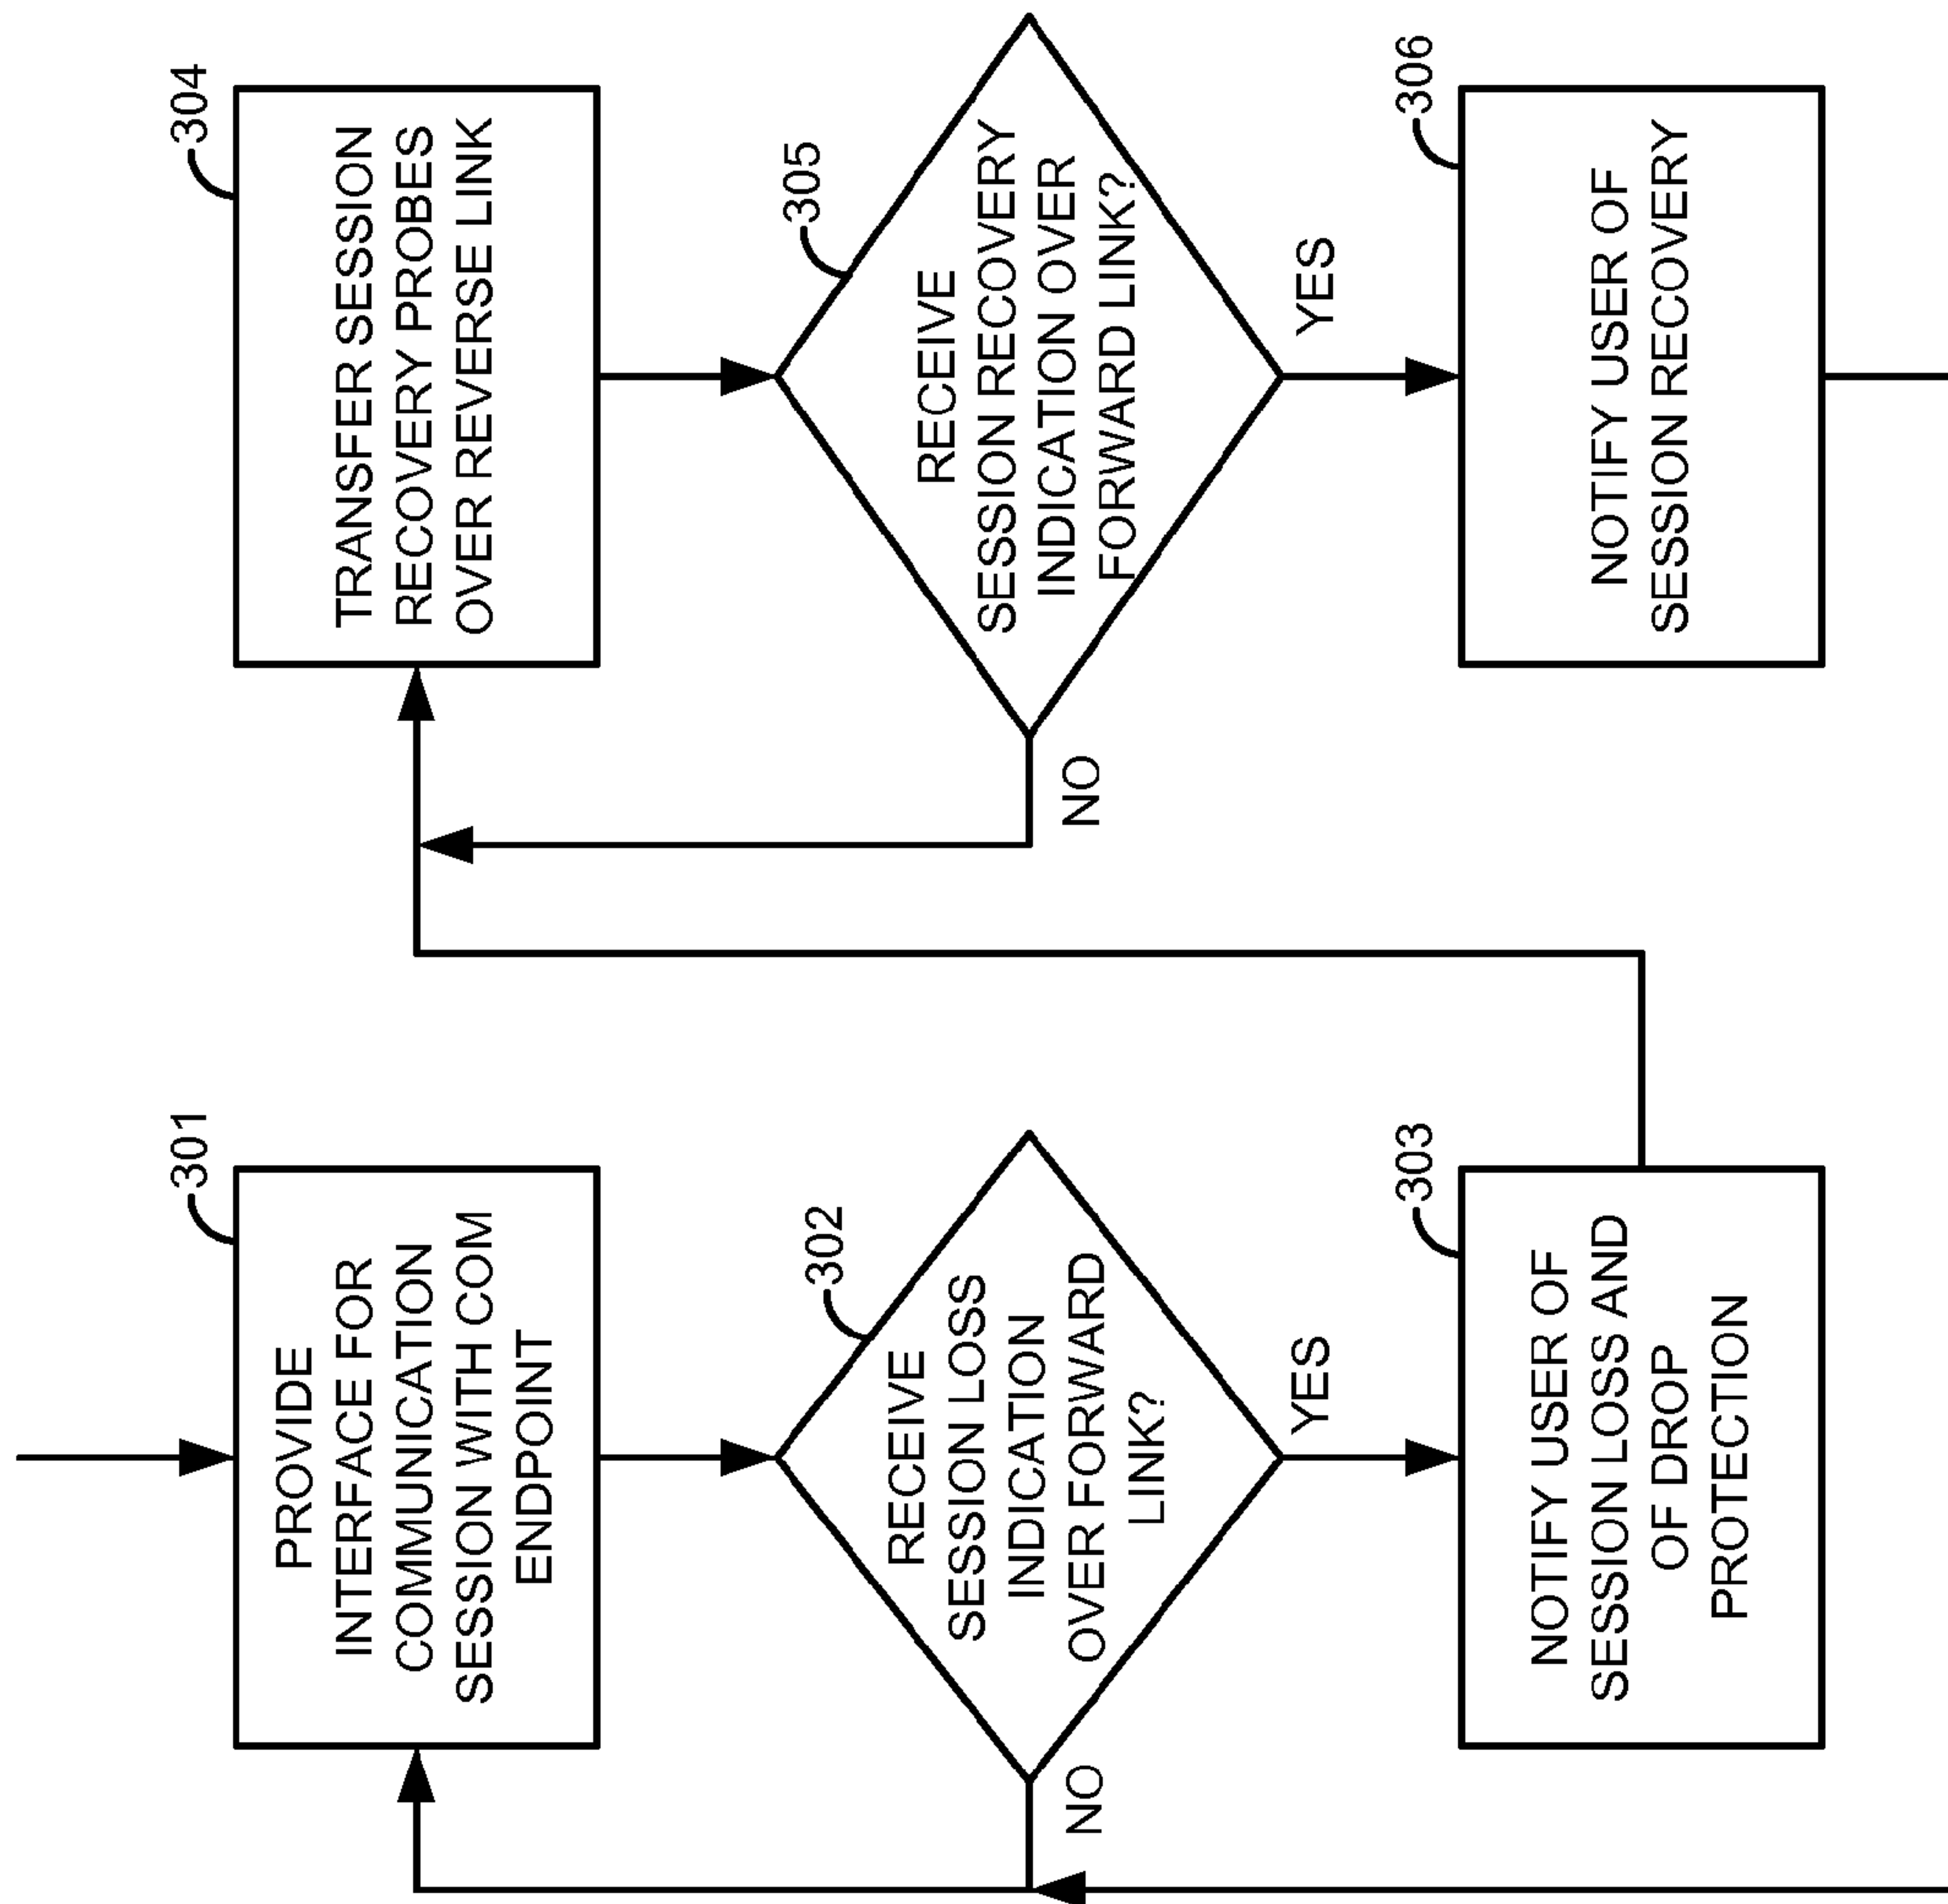 301
PROVIDE
INTERFACE FOR
COMMUNICATION
SESSION WITH COM
ENDPOINT
302
RECEIVE
SESSION LOSS
INDICATION
OVER FORWARD
LINK?
NO
YES
303
NOTIFY USER OF
SESSION LOSS AND
OF DROP
PROTECTION
304
TRANSFER SESSION
RECOVERY PROBES
OVER REVERSE LINK
305
RECEIVE
SESSION RECOVERY
INDICATION OVER
FORWARD LINK?
NO
YES
306
NOTIFY USER OF
SESSION RECOVERY